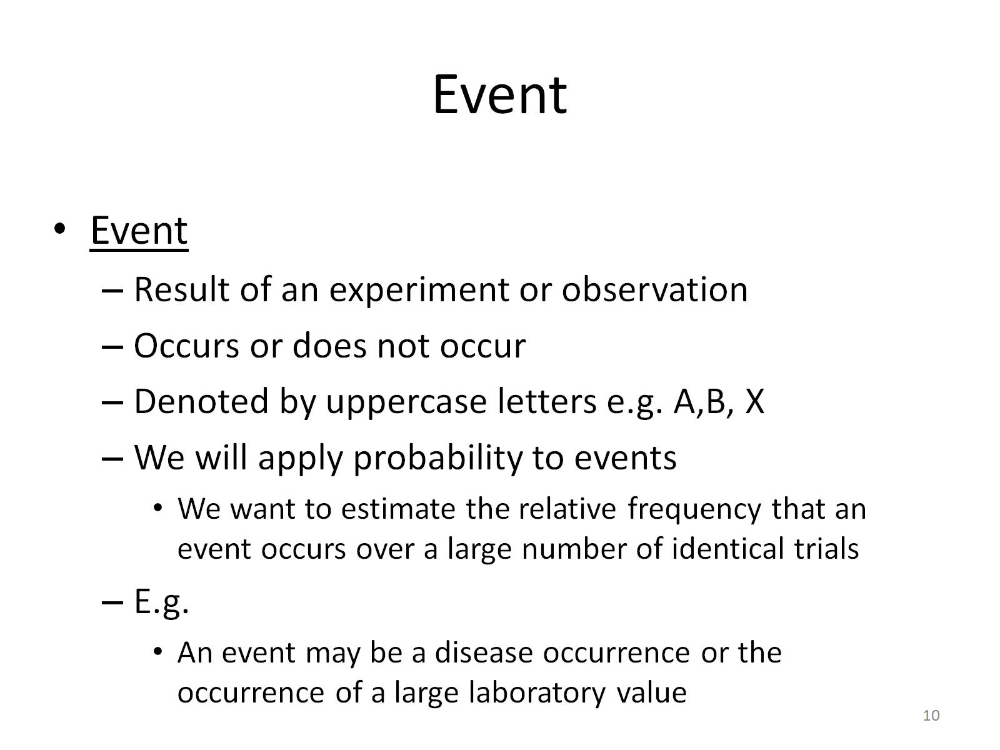 Event
• Event
– Result of an experiment or observation
– Occurs or does not occur
– Denoted by uppercase letters e.g. A,B, X
– We will apply probability to events
• We want to estimate the relative frequency that an
event occurs over a large number of identical trials
– E.g.
• An event may be a disease occurrence or the
occurrence of a large laboratory value
10